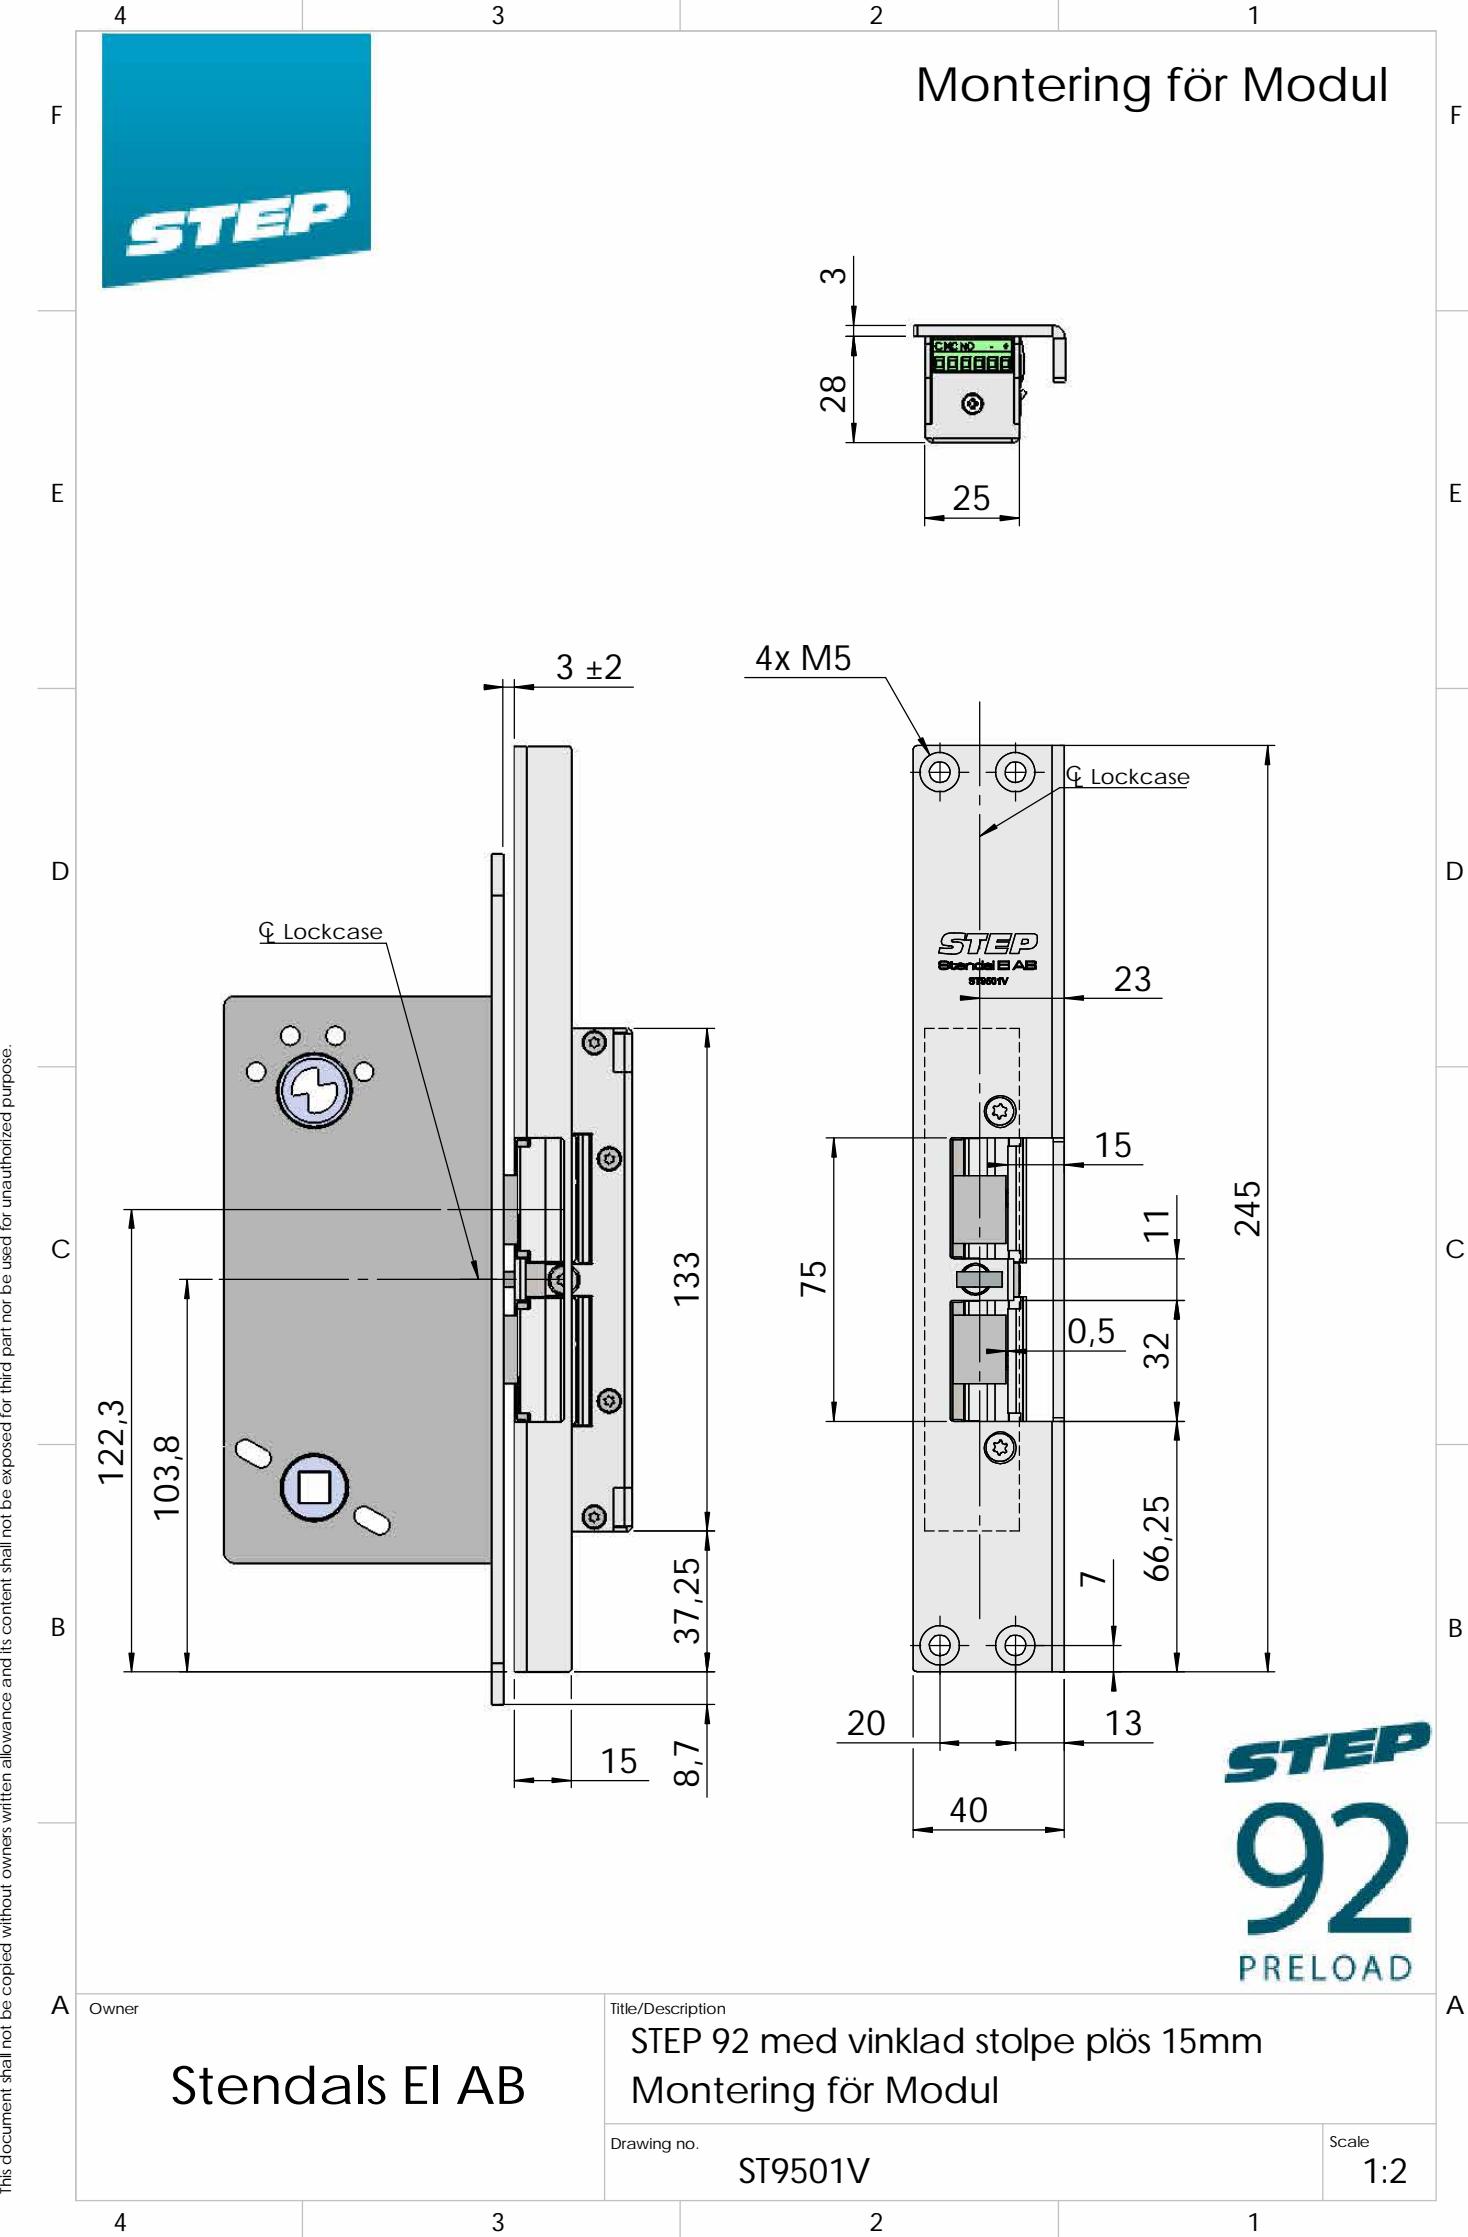 4 3 2 1
Montering för Modul
F F
STEP
3
C NC NO - +
28
E E
25
3 ±2
4x M5
℄ Lockcase
D D
℄ Lockcase
STEP
Stendal El AB
ST9501V
23
15
C C
11
245
75
133
0,5
32
122,3
103,8
66,25
37,25
7
B B
20 13
15
8,7
40
STEP
92
PRELOAD
A A
Owner
Stendals El AB
Title/Description
STEP 92 med vinklad stolpe plös 15mm
Montering för Modul
Drawing no.
ST9501V
Scale
1:2
4 3 2 1
This document shall not be copied without owners written allowance and its content shall not be exposed for third part nor be used for unauthorized purpose.